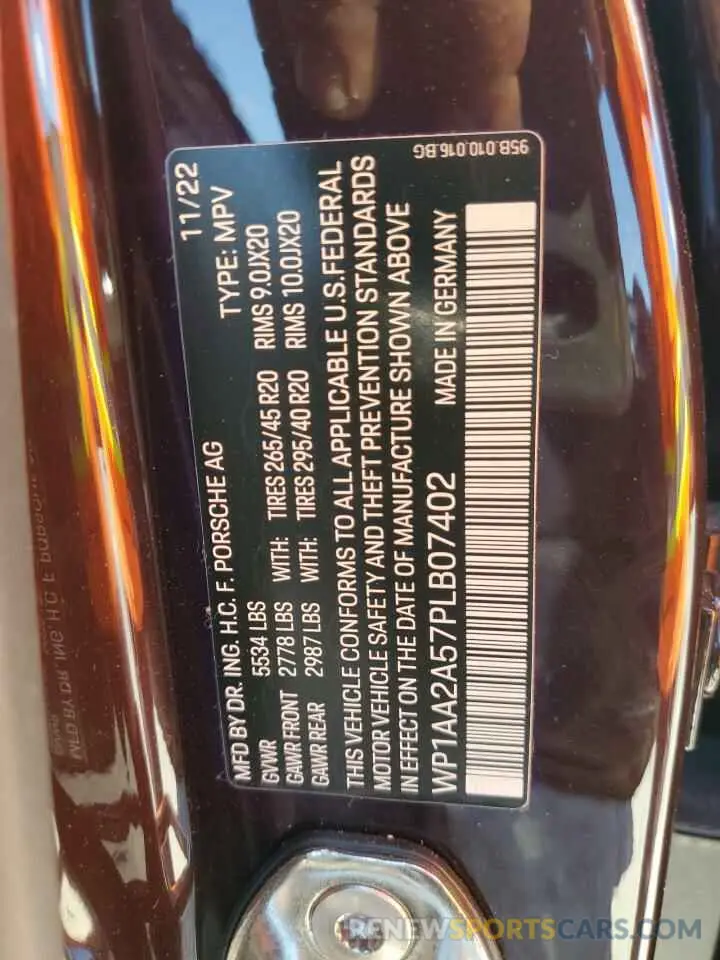 MFD BY DR. ING. H.C. F. PORSCHE AG 11/22
GVWR 5534 LBS TYPE: MPV
GAWR FRONT 2778 LBS WITH: TIRES 265/45 R20 RIMS 9.0JX20
GAWR REAR 2987 LBS WITH: TIRES 295/40 R20 RIMS 10.0JX20
THIS VEHICLE CONFORMS TO ALL APPLICABLE U.S.FEDERAL
MOTOR VEHICLE SAFETY AND THEFT PREVENTION STANDARDS
IN EFFECT ON THE DATE OF MANUFACTURE SHOWN ABOVE
WP1AA2A57PLB07402 MADE IN GERMANY
95B.010.016.BG
RENEWSPORTSCARS.COM